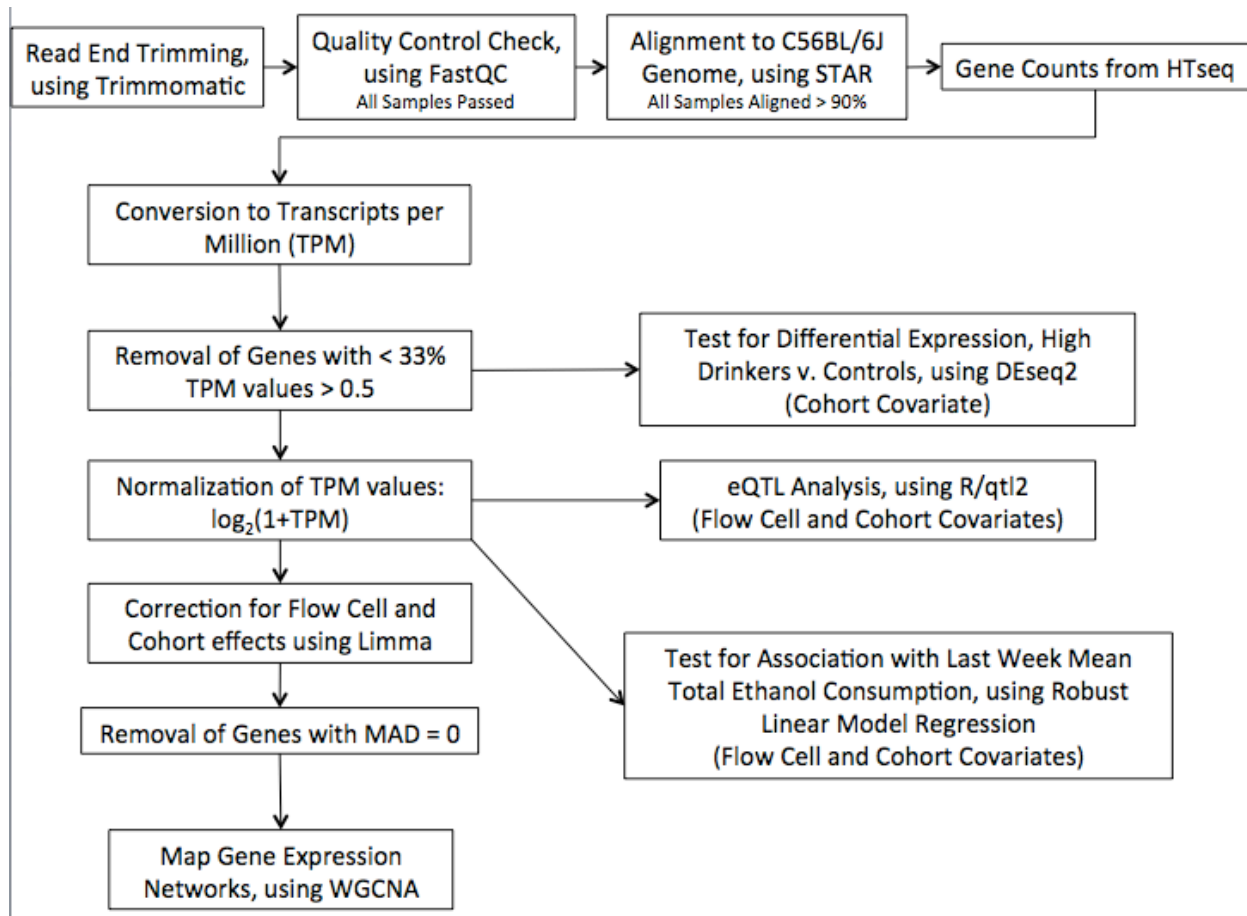 Read End Trimming,
using Trimmomatic
Quality Control Check,
using FastQC
All Samples Passed
Alignment to C56BL/6J
Genome, using STAR
All Samples Aligned > 90%
Gene Counts from HTseq
Conversion to Transcripts per
Million (TPM)
Removal of Genes with < 33%
TPM values > 0.5
Test for Differential Expression, High
Drinkers v. Controls, using DEseq2
(Cohort Covariate)
Normalization of TPM values:
log₂(1+TPM)
eQTL Analysis, using R/qtl2
(Flow Cell and Cohort Covariates)
Correction for Flow Cell and
Cohort effects using Limma
Test for Association with Last Week Mean
Total Ethanol Consumption, using Robust
Linear Model Regression
(Flow Cell and Cohort Covariates)
Removal of Genes with MAD = 0
Map Gene Expression
Networks, using WGCNA